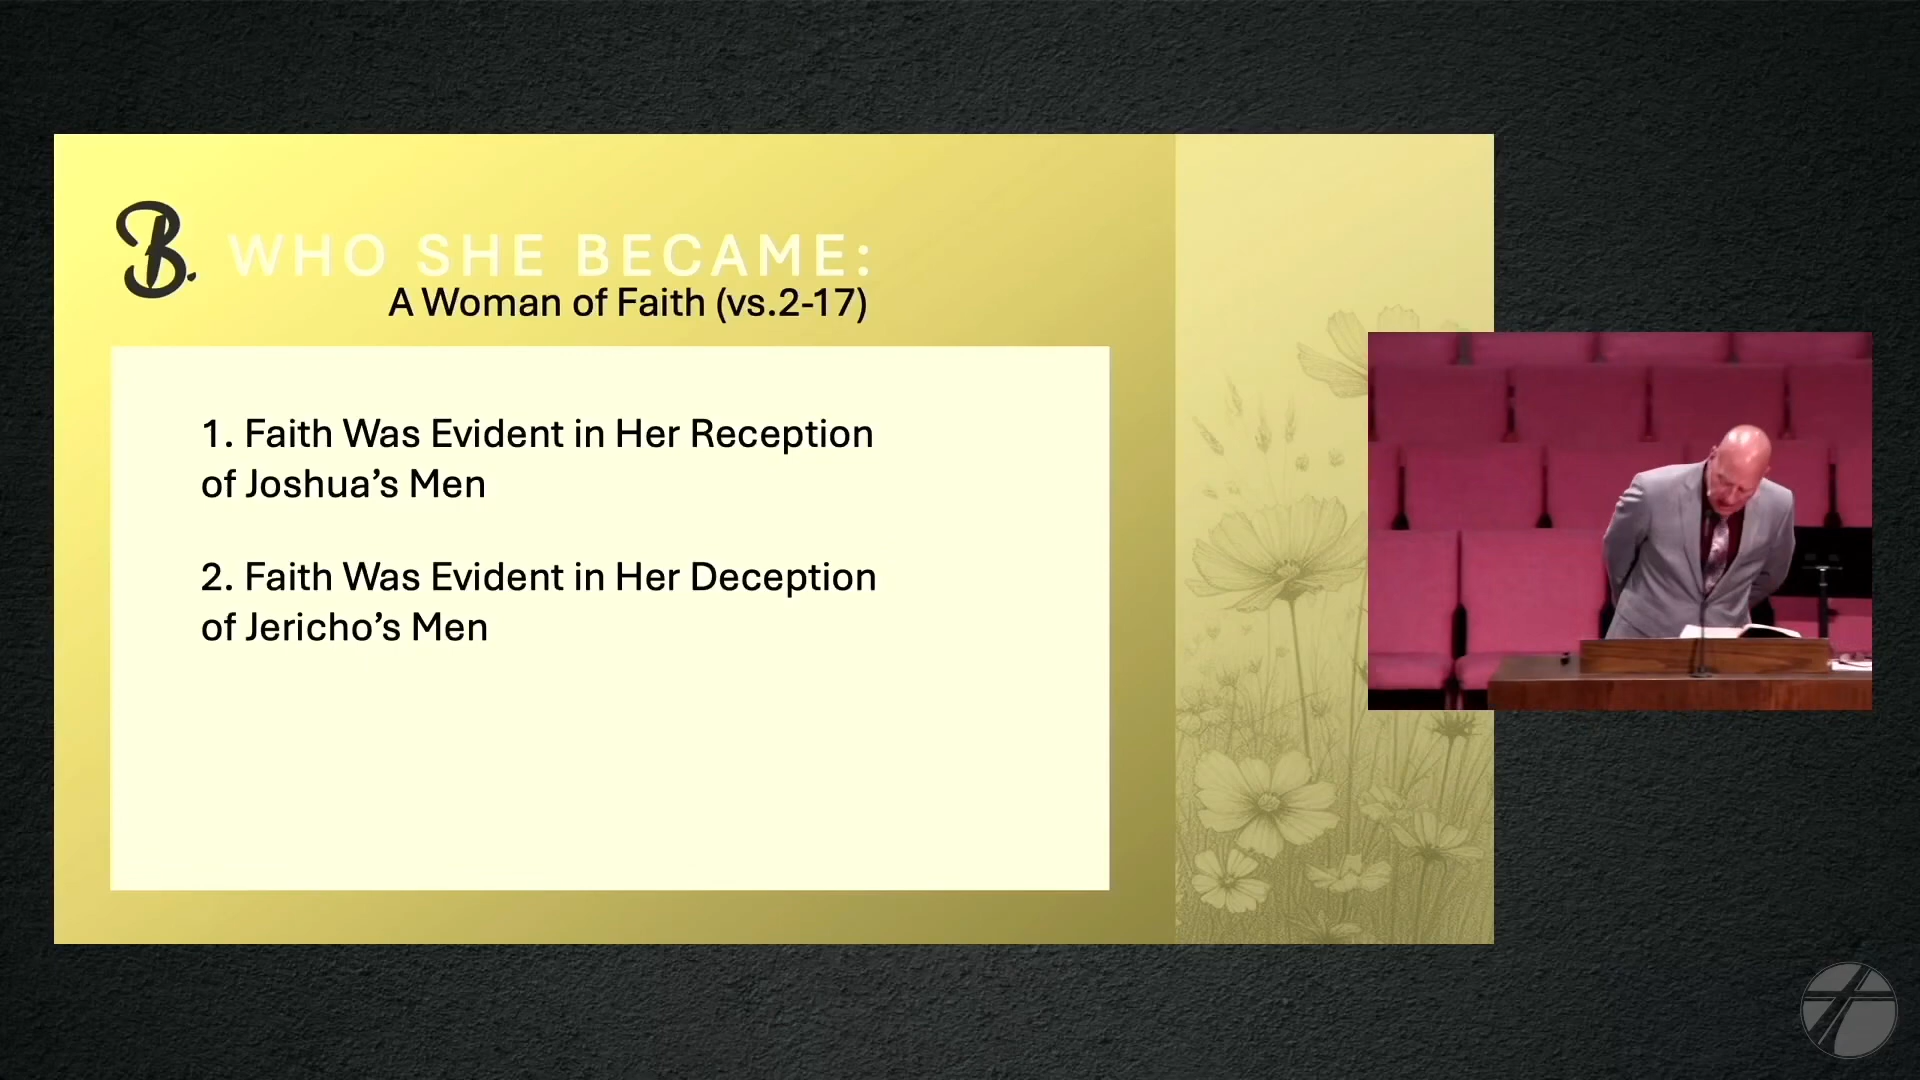 B. WHO SHE BECAME:
A Woman of Faith (vs.2-17)
1. Faith Was Evident in Her Reception
of Joshua’s Men
2. Faith Was Evident in Her Deception
of Jericho’s Men